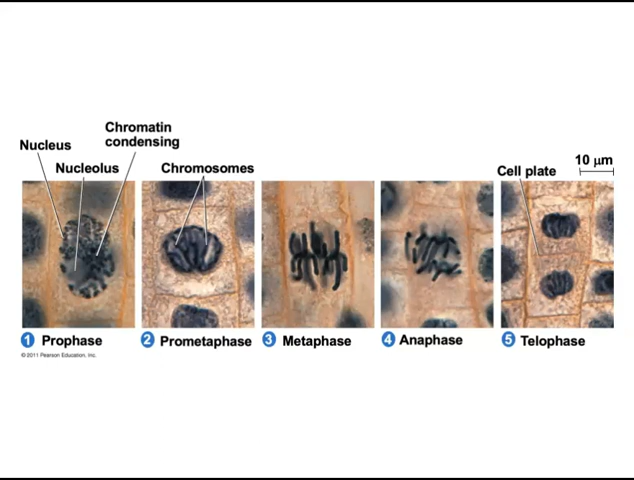 Chromatin
condensing
Nucleus
Nucleolus
Chromosomes
Cell plate
10 µm
1 Prophase
2 Prometaphase
3 Metaphase
4 Anaphase
5 Telophase
© 2011 Pearson Education, Inc.